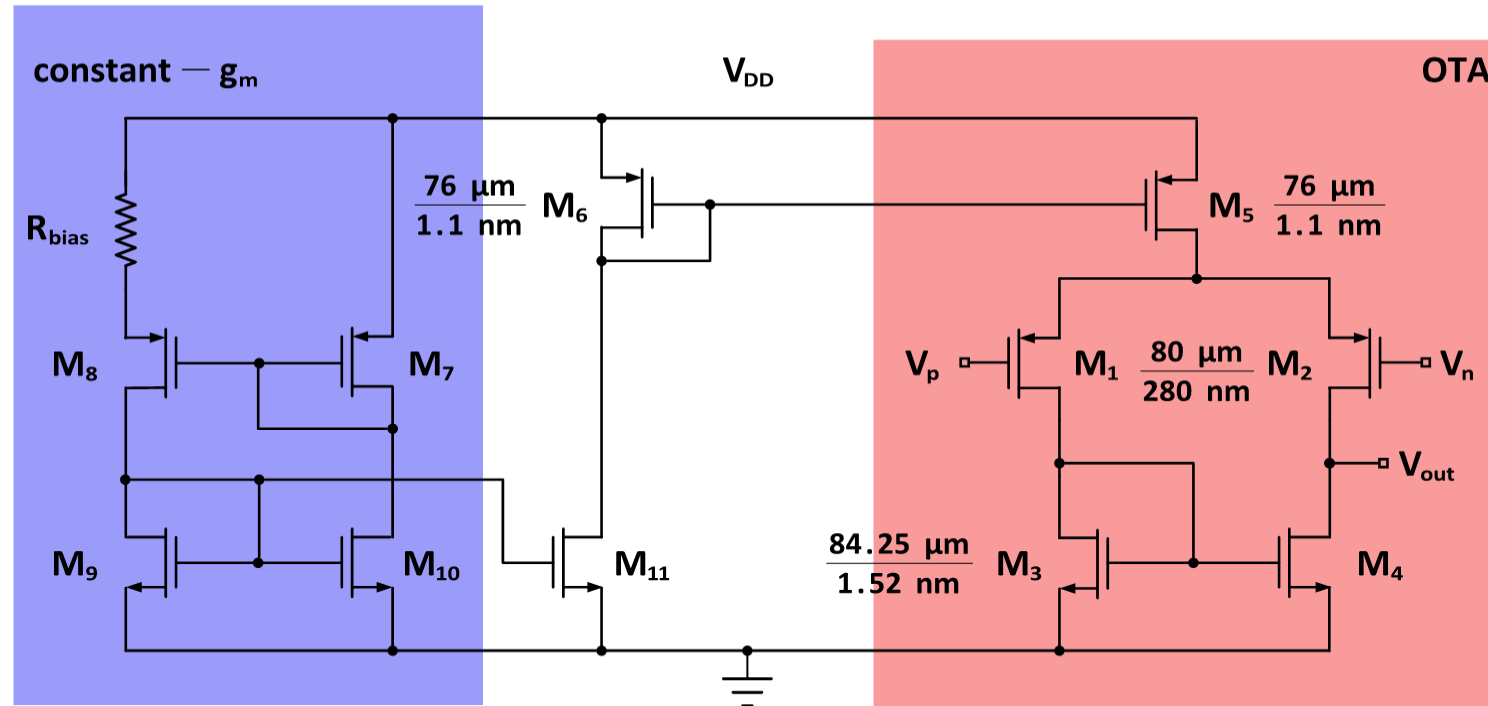 constant — gm
VDD
OTA
Rbias
76 μm
1.1 nm
M6
M5
76 μm
1.1 nm
M8
M7
Vp
M1
80 μm
280 nm
M2
Vn
Vout
M9
M10
M11
84.25 μm
1.52 nm
M3
M4